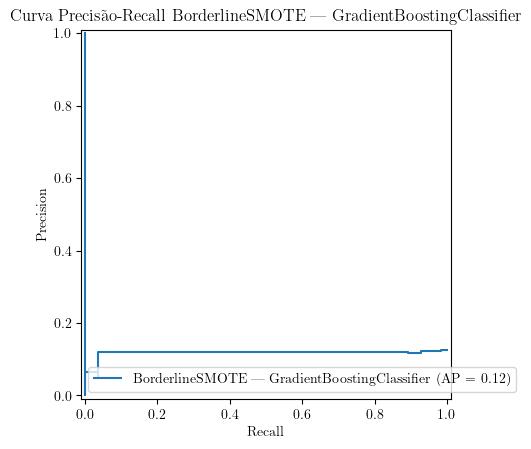 Curva Precisão-Recall BorderlineSMOTE — GradientBoostingClassifier
1.0
0.8
0.6
0.4
0.2
0.0
Precision
BorderlineSMOTE — GradientBoostingClassifier (AP = 0.12)
0.0 0.2 0.4 0.6 0.8 1.0
Recall